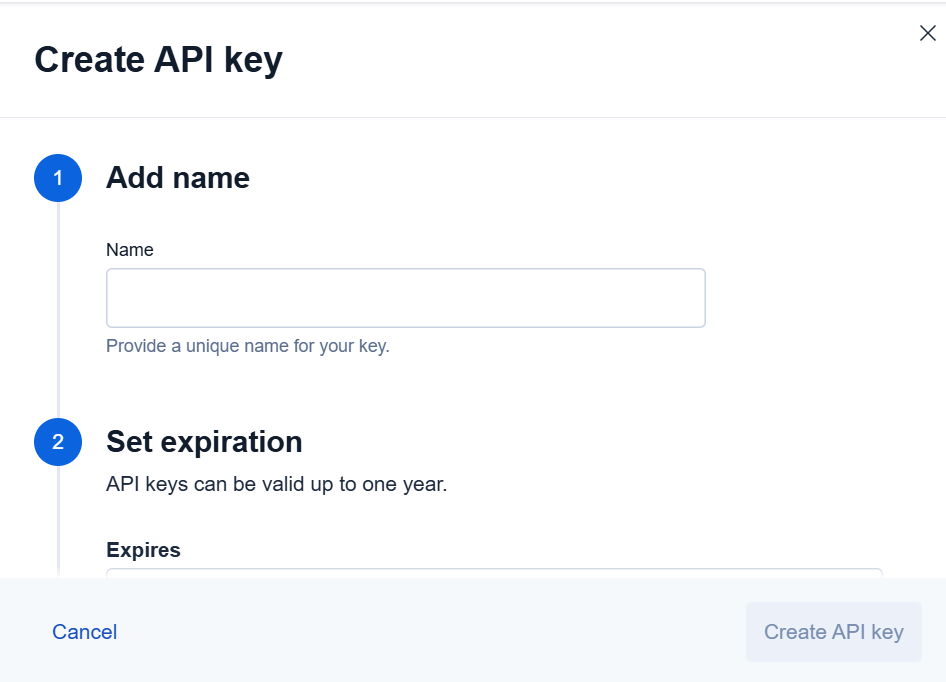 Create API key
1
Add name
Name
Provide a unique name for your key.
2
Set expiration
API keys can be valid up to one year.
Expires
Cancel
Create API key